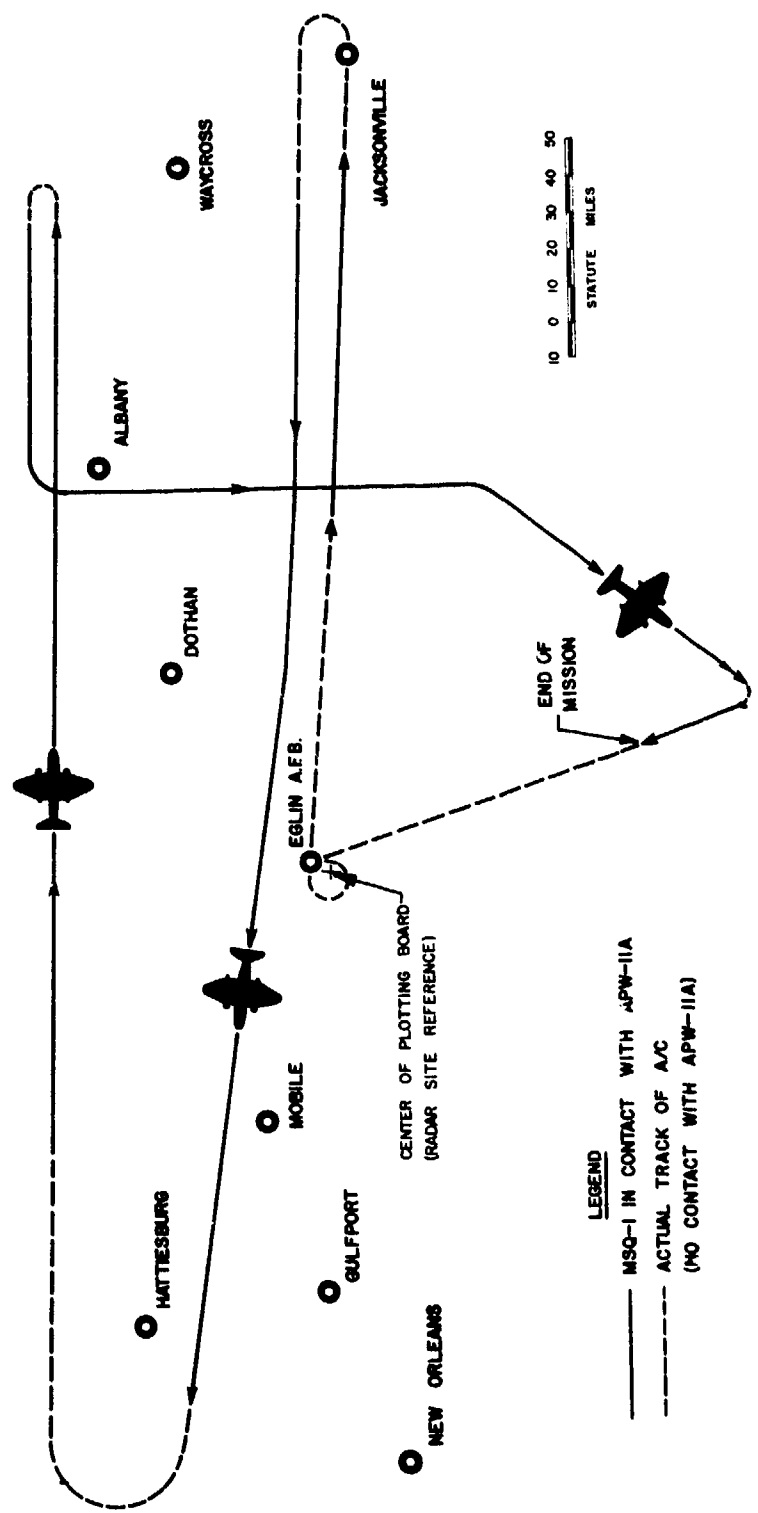 WAYCROSS
JACKSONVILLE
ALBANY
DOTHAN
EGLIN A.F.B.
MOBILE
HATTIESBURG
GULFPORT
NEW ORLEANS
END OF
MISSION
CENTER OF PLOTTING BOARD
(RADAR SITE REFERENCE)
10 0 10 20 30 40 50
STATUTE MILES
LEGEND
MSQ-1 IN CONTACT WITH APW-11A
ACTUAL TRACK OF A/C
(NO CONTACT WITH APW-11A)